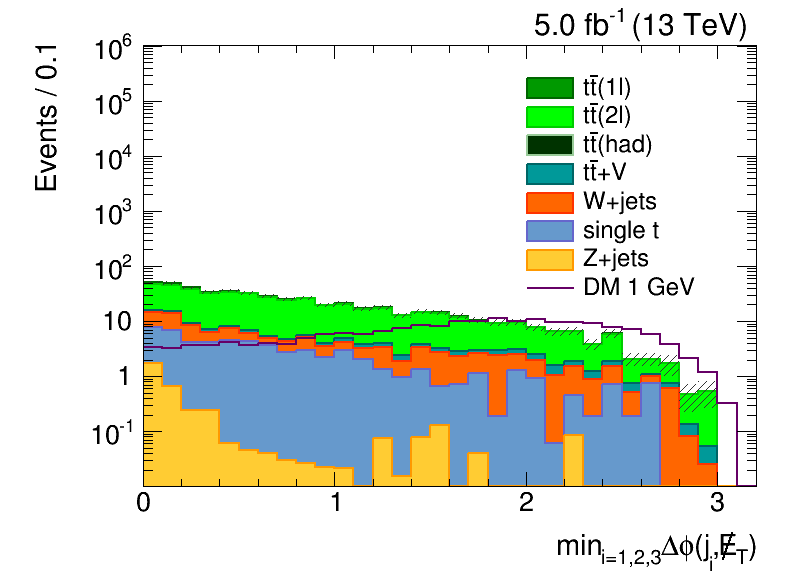 5.0 fb⁻¹ (13 TeV)
Events / 0.1
10⁶
10⁵
10⁴
10³
10²
10
1
10⁻¹
tt̄(1l)
tt̄(2l)
tt̄(had)
tt̄+V
W+jets
single t
Z+jets
DM 1 GeV
0 1 2 3
min_{i=1,2,3}Δϕ(j_i,E̸_T)